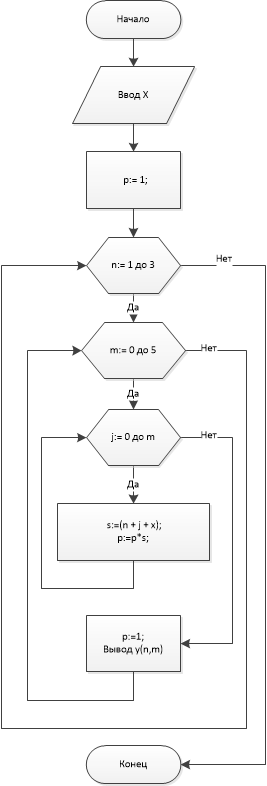 Начало
Ввод X
p:= 1;
n:= 1 до 3
Нет
Да
m:= 0 до 5
Нет
Да
j:= 0 до m
Нет
Да
s:=(n + j + x);
p:=p*s;
p:=1;
Вывод y(n,m)
Конец